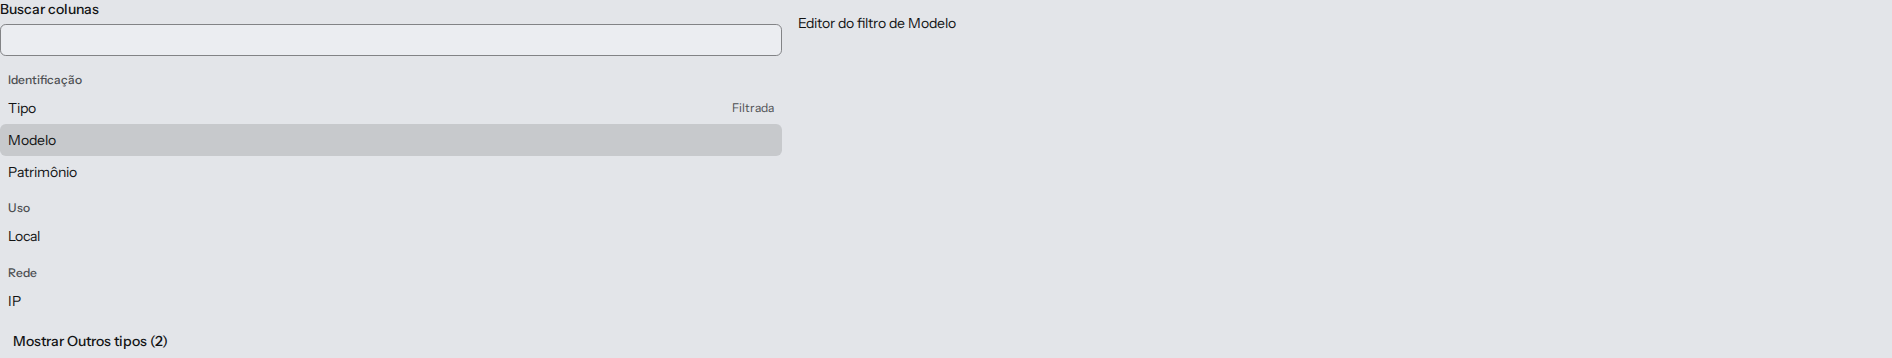 Buscar colunas
Editor do filtro de Modelo
Identificação
Tipo Filtrada
Modelo
Patrimônio
Uso
Local
Rede
IP
Mostrar Outros tipos (2)